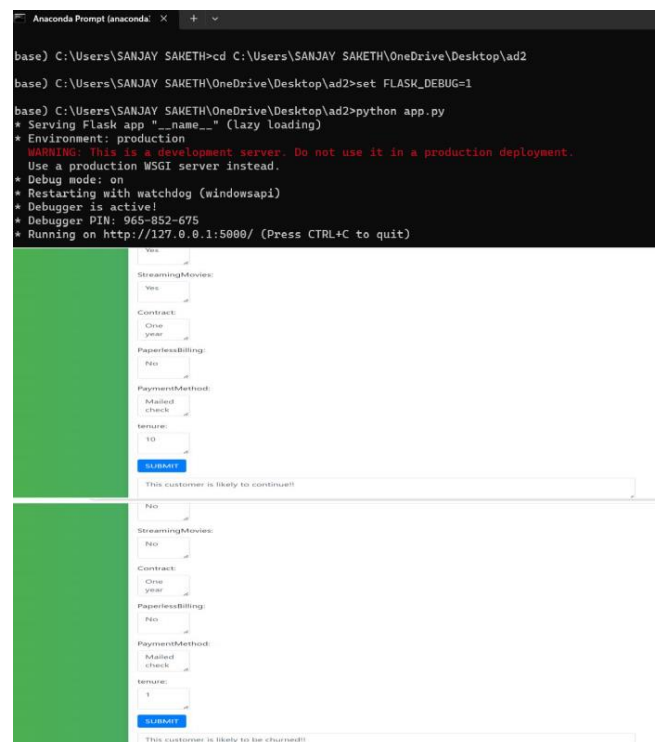 Anaconda Prompt (anaconda:
base) C:\Users\SANJAY SAKETH>cd C:\Users\SANJAY SAKETH\OneDrive\Desktop\ad2
base) C:\Users\SANJAY SAKETH\OneDrive\Desktop\ad2>set FLASK_DEBUG=1
base) C:\Users\SANJAY SAKETH\OneDrive\Desktop\ad2>python app.py
* Serving Flask app "__name__" (lazy loading)
* Environment: production
WARNING: This is a development server. Do not use it in a production deployment.
Use a production WSGI server instead.
* Debug mode: on
* Restarting with watchdog (windowsapi)
* Debugger is active!
* Debugger PIN: 965-852-675
* Running on http://127.0.0.1:5000/ (Press CTRL+C to quit)
Yes
StreamingMovies:
Yes
Contract:
One
year
PaperlessBilling:
No
PaymentMethod:
Mailed
check
tenure:
10
SUBMIT
This customer is likely to continue!!
No
StreamingMovies:
No
Contract:
One
year
PaperlessBilling:
No
PaymentMethod:
Mailed
check
tenure:
1
SUBMIT
This customer is likely to be churned!!